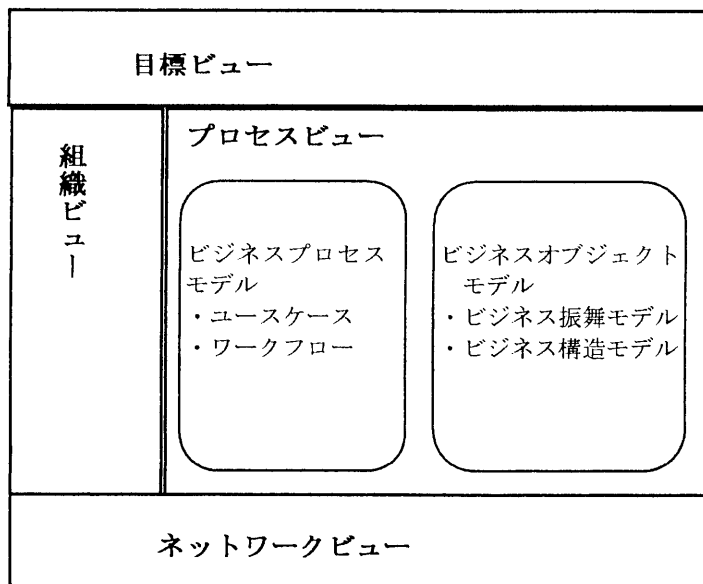 目標ビュー
組織ビュー
プロセスビュー
ビジネスプロセス
モデル
・ユースケース
・ワークフロー
ビジネスオブジェクト
モデル
・ビジネス振舞モデル
・ビジネス構造モデル
ネットワークビュー